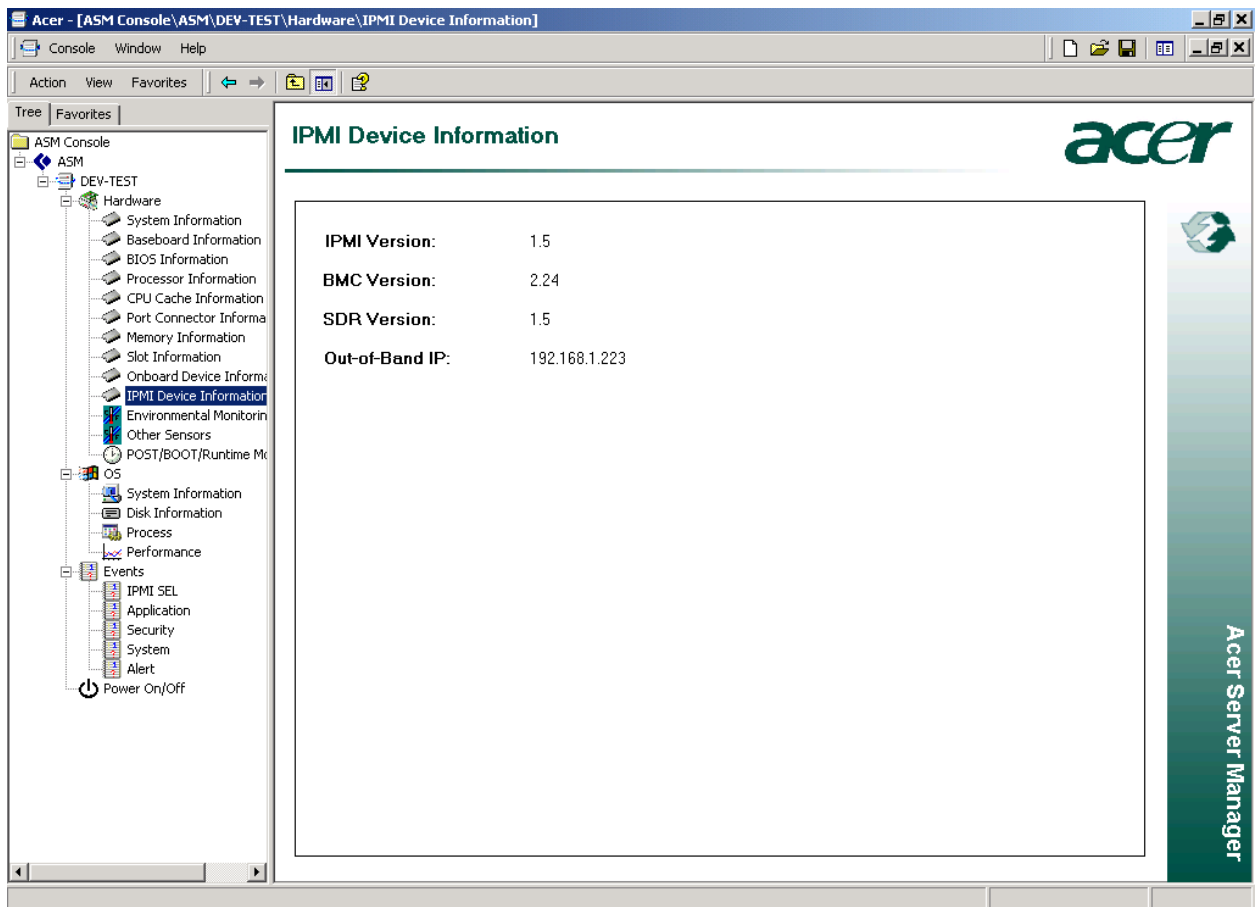 Acer - [ASM Console\ASM\DEV-TEST\Hardware\IPMI Device Information]
Console Window Help
Action View Favorites
Tree Favorites
ASM Console
ASM
DEV-TEST
Hardware
System Information
Baseboard Information
BIOS Information
Processor Information
CPU Cache Information
Port Connector Informa
Memory Information
Slot Information
Onboard Device Informa
IPMI Device Information
Environmental Monitorin
Other Sensors
POST/BOOT/Runtime Mo
OS
System Information
Disk Information
Process
Performance
Events
IPMI SEL
Application
Security
System
Alert
Power On/Off
IPMI Device Information
acer
IPMI Version: 1.5
BMC Version: 2.24
SDR Version: 1.5
Out-of-Band IP: 192.168.1.223
Acer Server Manager